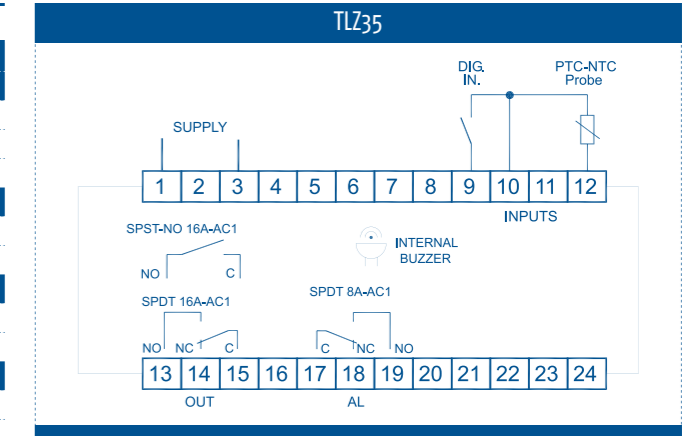 TLZ35
DIG. IN.
PTC-NTC Probe
SUPPLY
1 2 3 4 5 6 7 8 9 10 11 12
INPUTS
SPST-NO 16A-AC1
INTERNAL BUZZER
NO C
SPDT 16A-AC1
SPDT 8A-AC1
NO NC C C NC NO
13 14 15 16 17 18 19 20 21 22 23 24
OUT AL